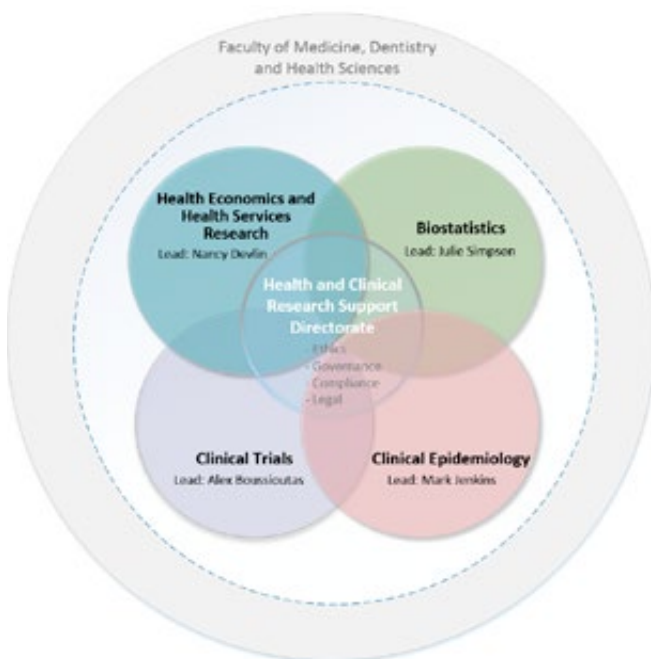 Faculty of Medicine, Dentistry
and Health Sciences
Health Economics and
Health Services
Research
Lead: Nancy Devlin
Biostatistics
Lead: Julie Simpson
Health and Clinical
Research Support
Directorate
- Ethics
- Governance
- Compliance
- Legal
Clinical Trials
Lead: Alex Boussioutas
Clinical Epidemiology
Lead: Mark Jenkins